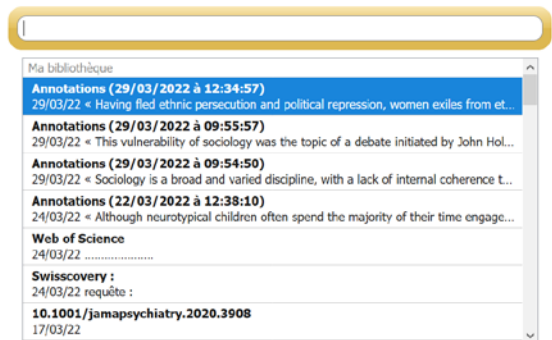 Ma bibliothèque
Annotations (29/03/2022 à 12:34:57)
29/03/22 « Having fled ethnic persecution and political repression, women exiles from et...
Annotations (29/03/2022 à 09:55:57)
29/03/22 « This vulnerability of sociology was the topic of a debate initiated by John Hol...
Annotations (29/03/2022 à 09:54:50)
29/03/22 « Sociology is a broad and varied discipline, with a lack of internal coherence t...
Annotations (22/03/2022 à 12:38:10)
24/03/22 « Although neurotypical children often spend the majority of their time engage...
Web of Science
24/03/22 ......................
Swisscovery :
24/03/22 requête :
10.1001/jamapsychiatry.2020.3908
17/03/22